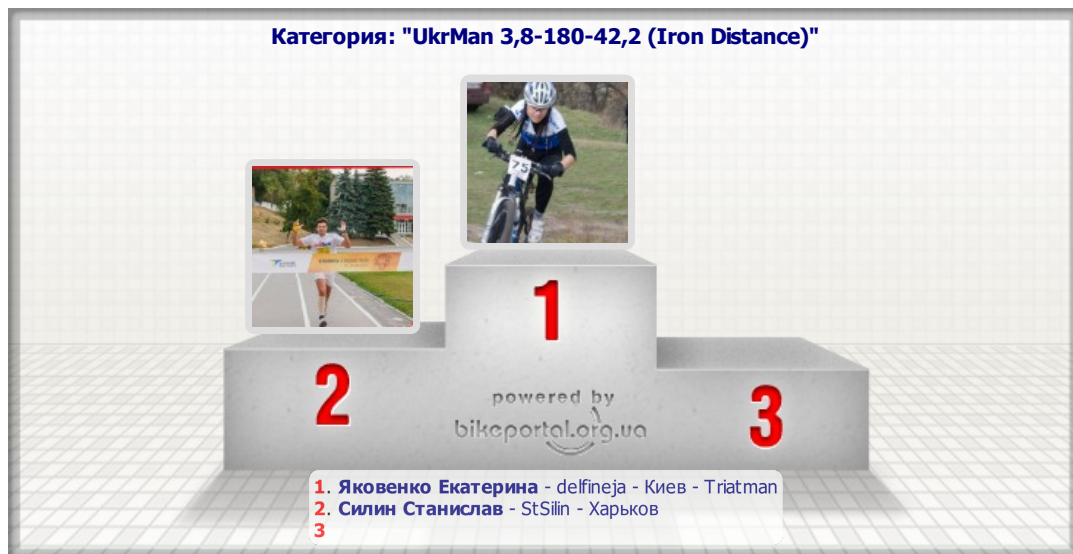 Категория: "UkrMan 3,8-180-42,2 (Iron Distance)"
75
1
2
3
powered by
bikeportal.org.ua
1. Яковенко Екатерина - delfineja - Киев - Triatman
2. Силин Станислав - StSilin - Харьков
3